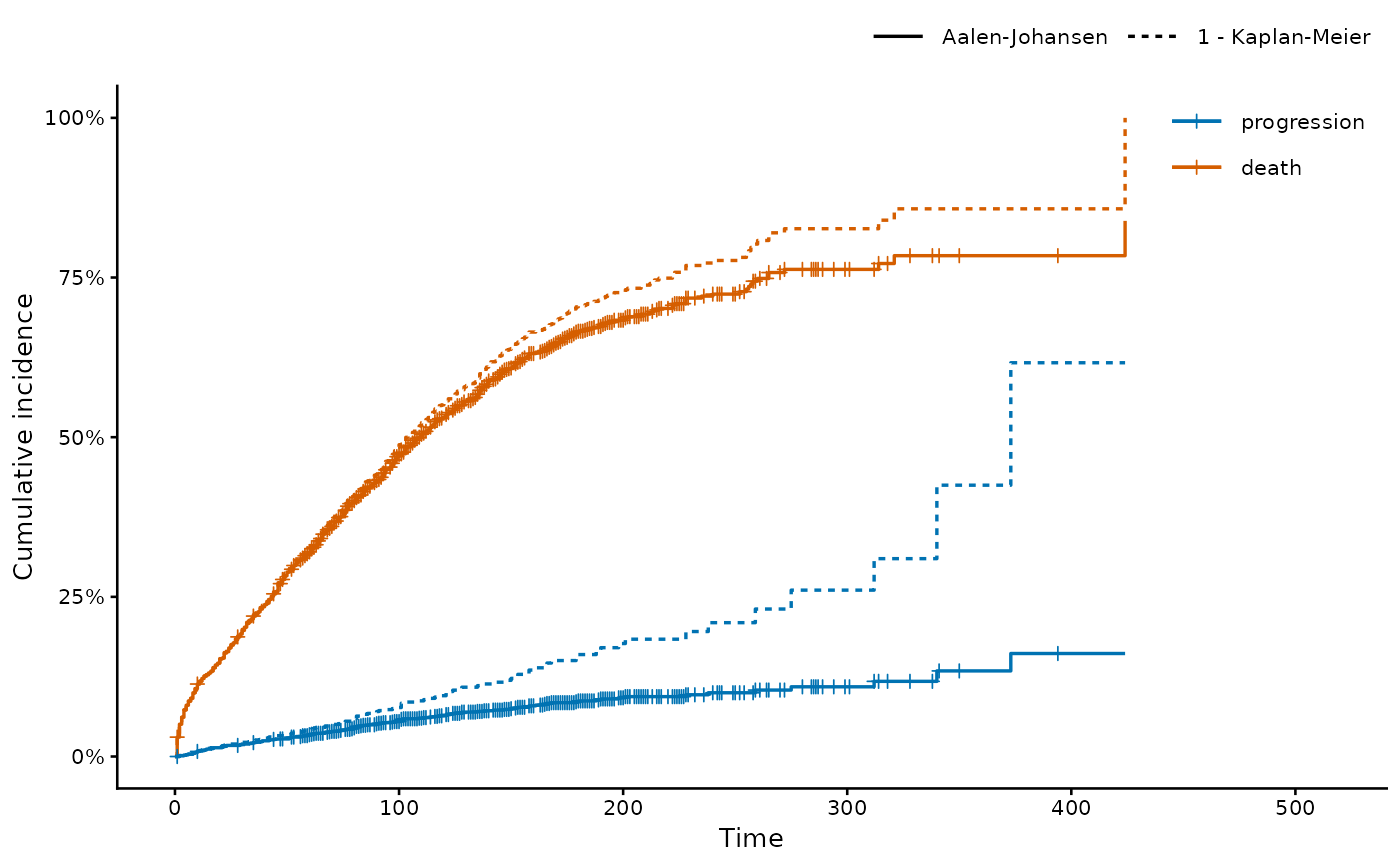 Aalen-Johansen 1 - Kaplan-Meier
progression
death
Cumulative incidence
100%
75%
50%
25%
0%
0 100 200 300 400 500
Time